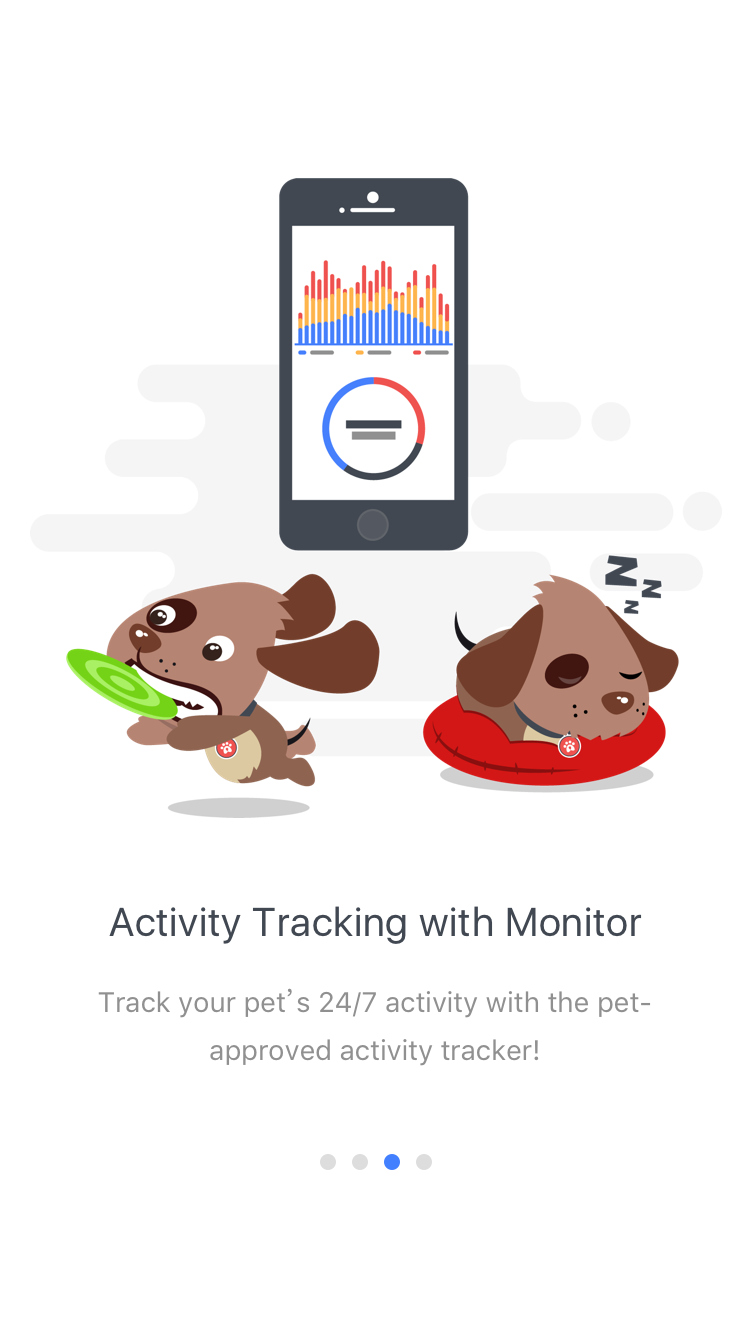 Z
Z
Z
Activity Tracking with Monitor
Track your pet’s 24/7 activity with the pet-
approved activity tracker!